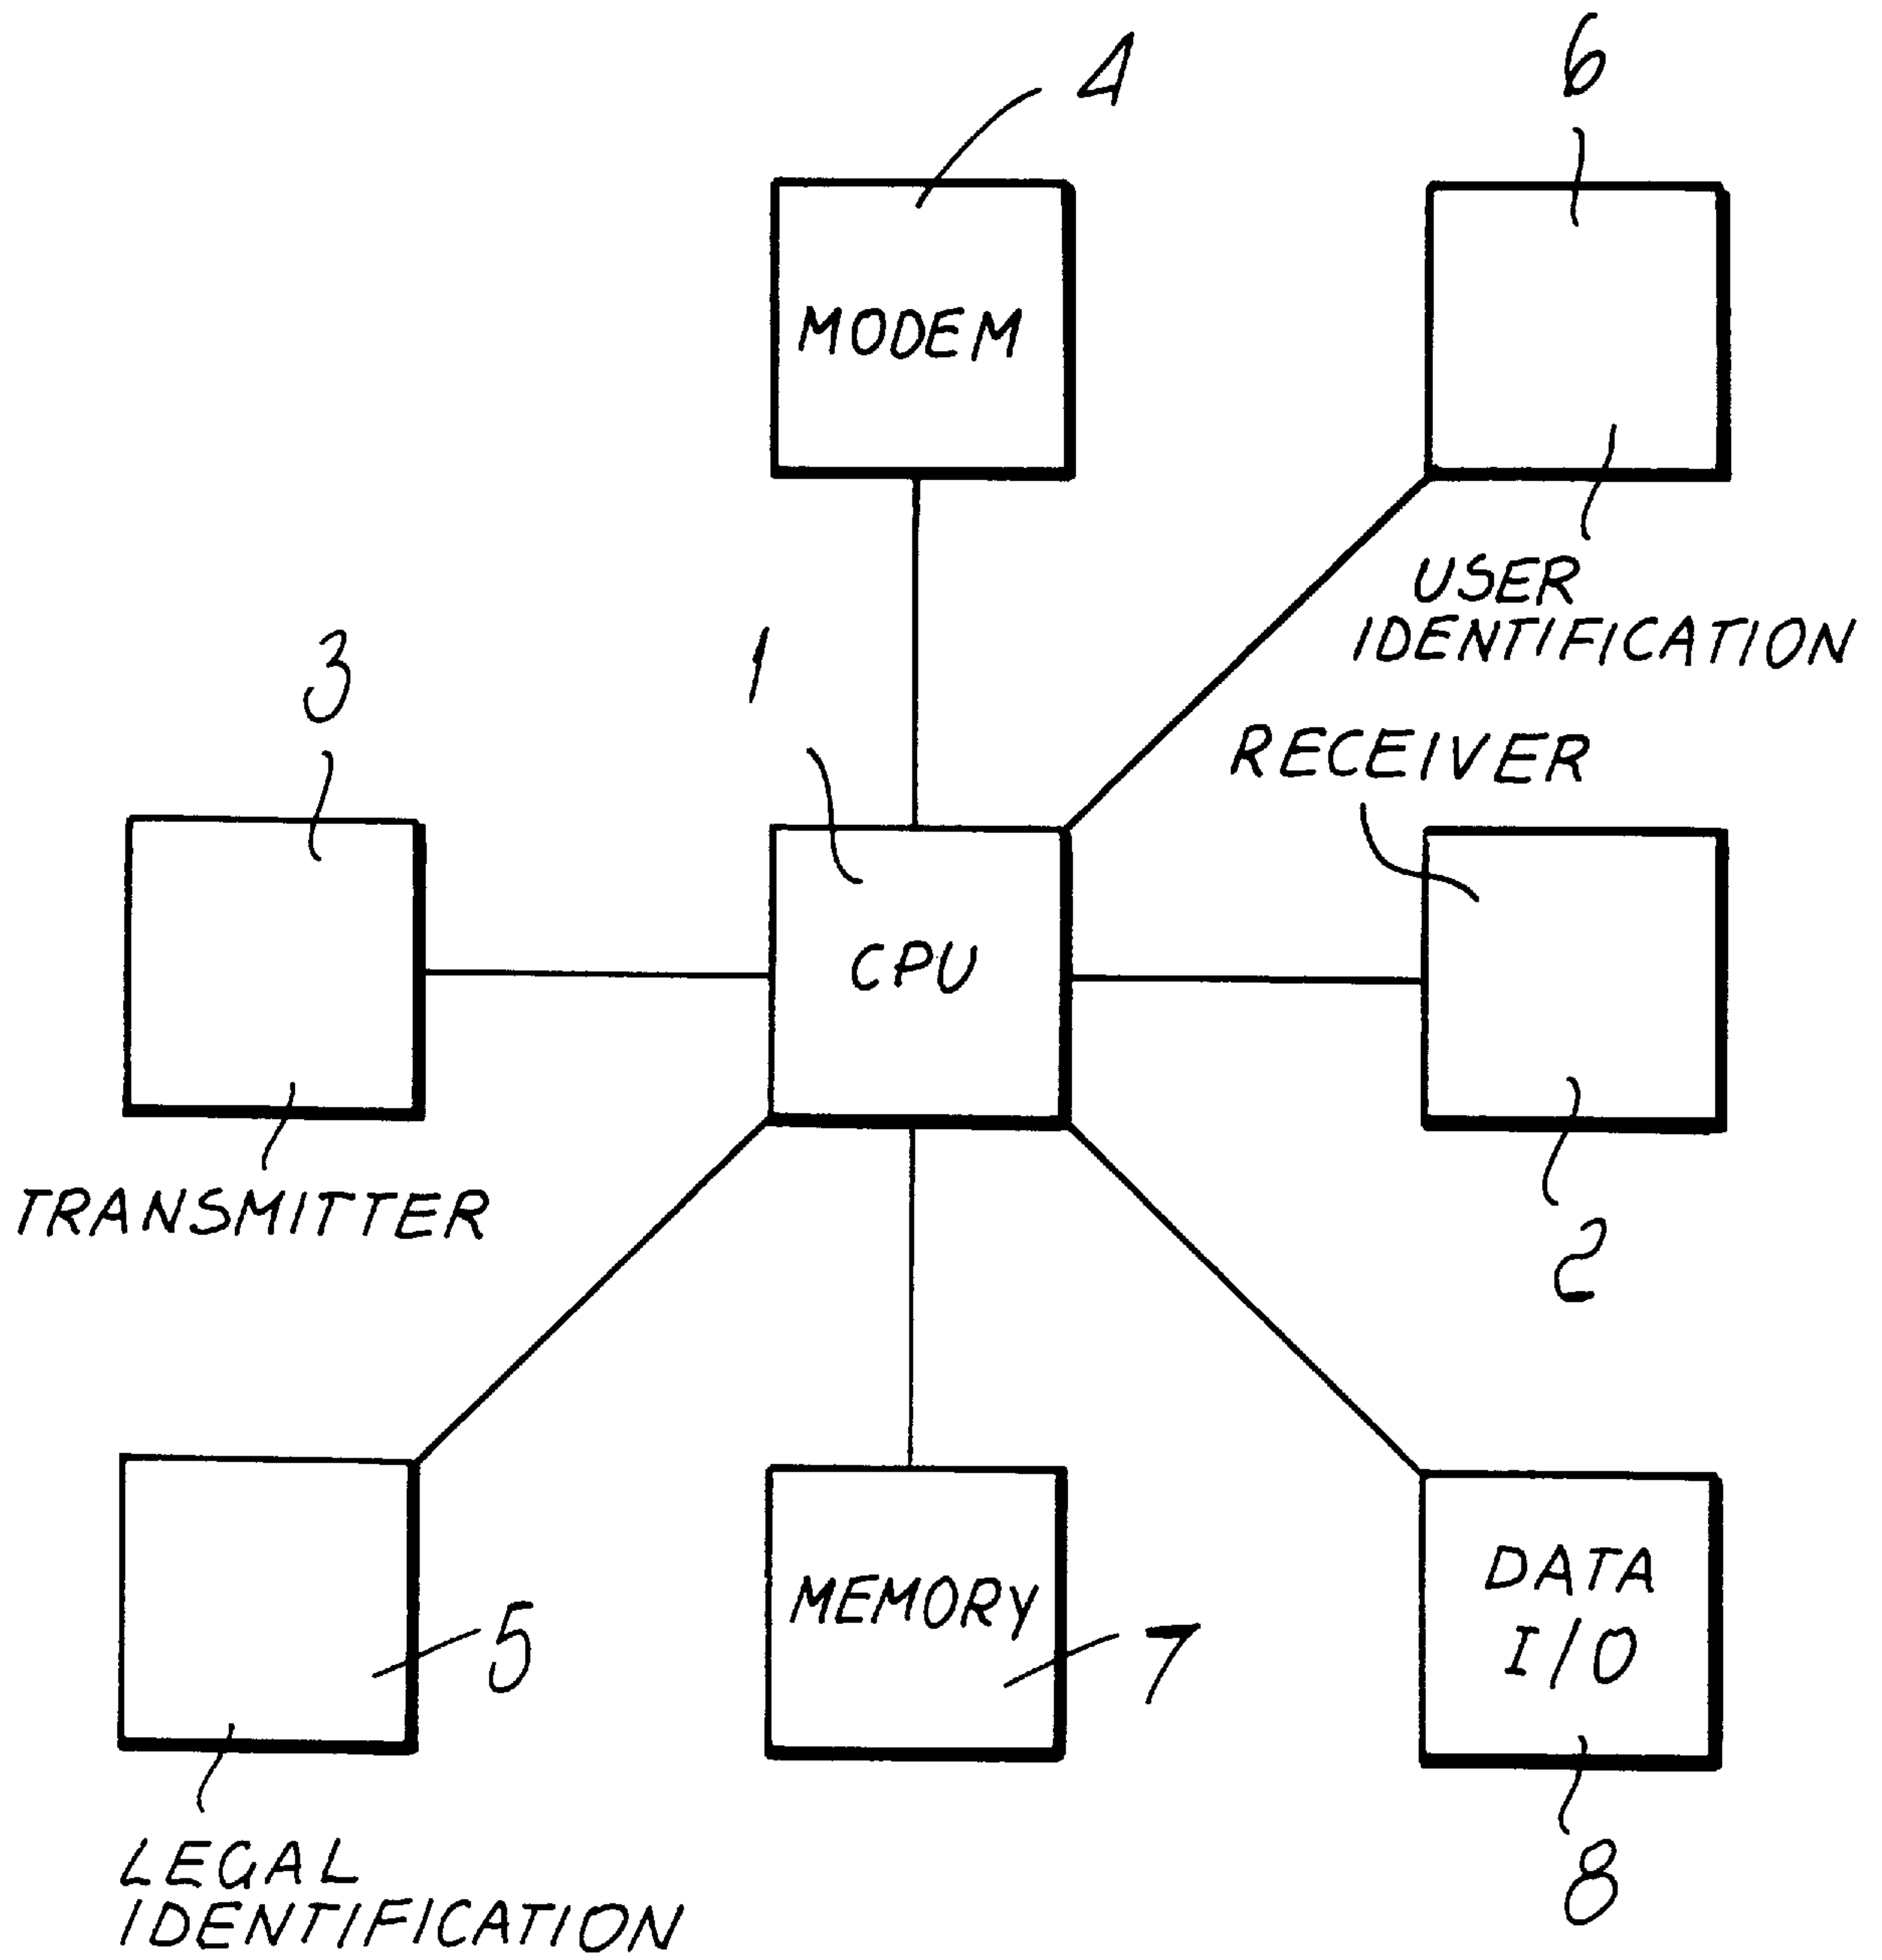 4
6
MODEM
USER
IDENTIFICATION
3
1
RECEIVER
CPU
TRANSMITTER
2
5
MEMORY
7
DATA
I/O
LEGAL
IDENTIFICATION
8